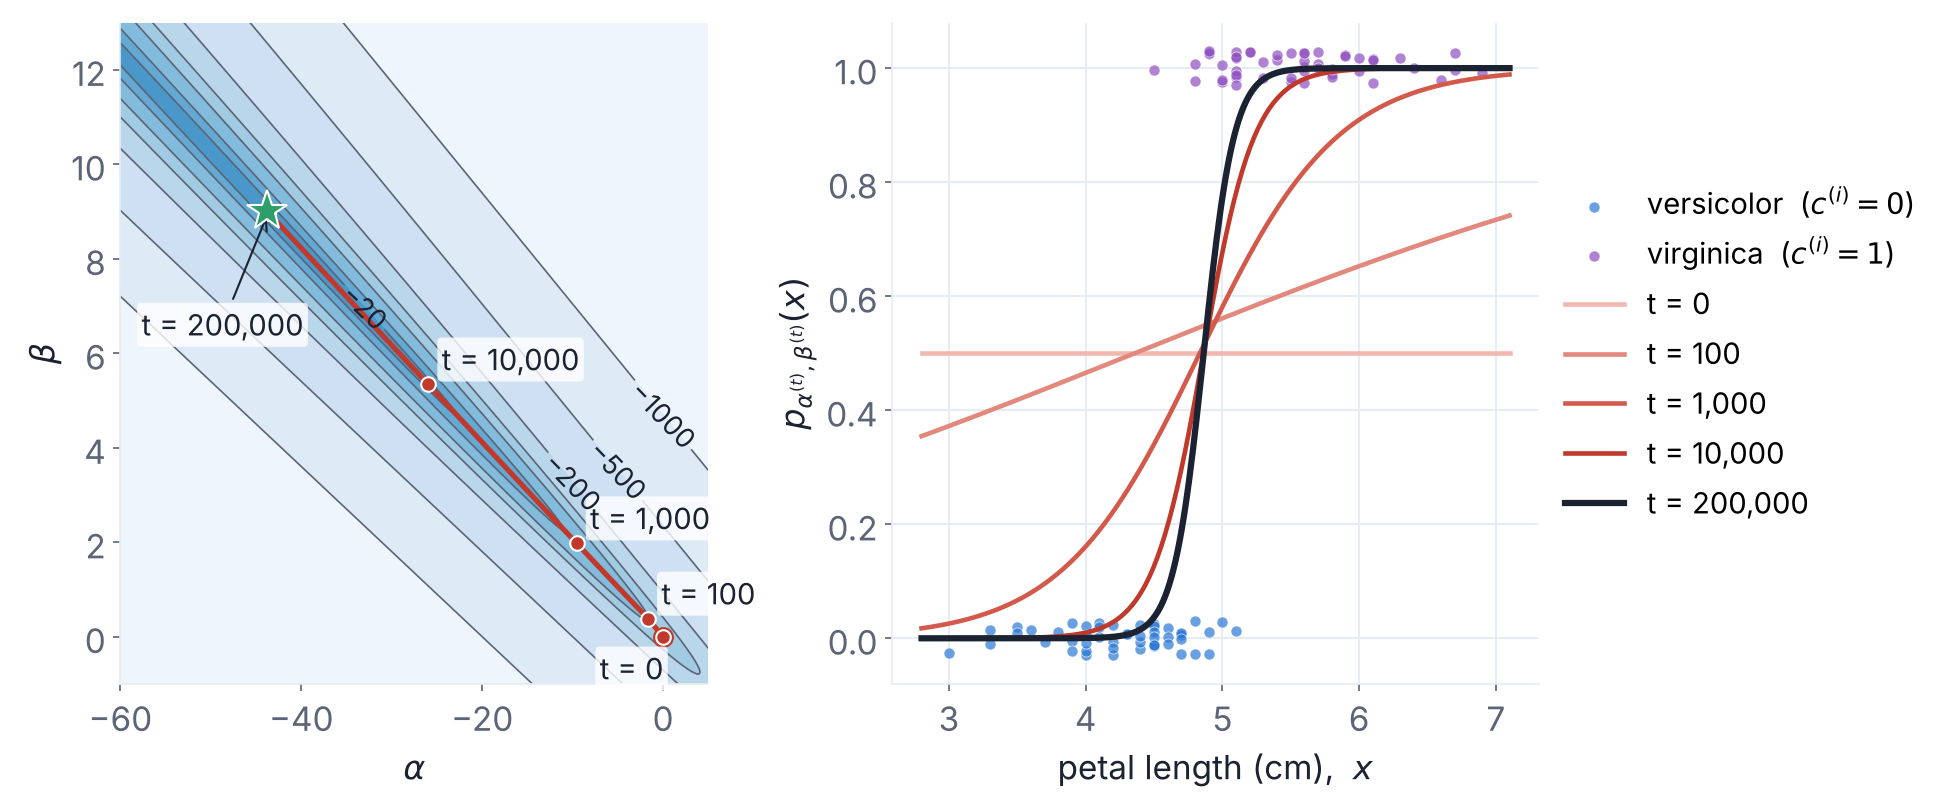 12
10
8
6
4
2
0
β
−60
−40
−20
0
α
−20
−200
−500
−1000
t = 200,000
t = 10,000
t = 1,000
t = 100
t = 0
1.0
0.8
0.6
0.4
0.2
0.0
p_{α^{(t)}, β^{(t)}}(x)
3
4
5
6
7
petal length (cm), x
versicolor (c^{(i)} = 0)
virginica (c^{(i)} = 1)
t = 0
t = 100
t = 1,000
t = 10,000
t = 200,000